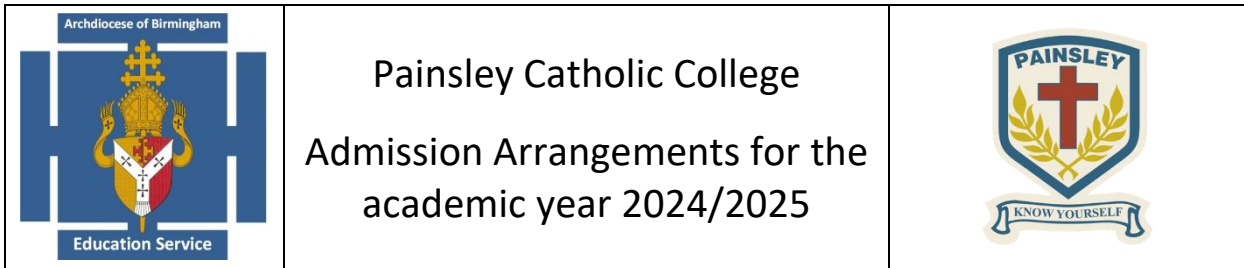 Archdiocese of Birmingham
Education Service
Painsley Catholic College
Admission Arrangements for the
academic year 2024/2025
PAINSLEY
KNOW YOURSELF